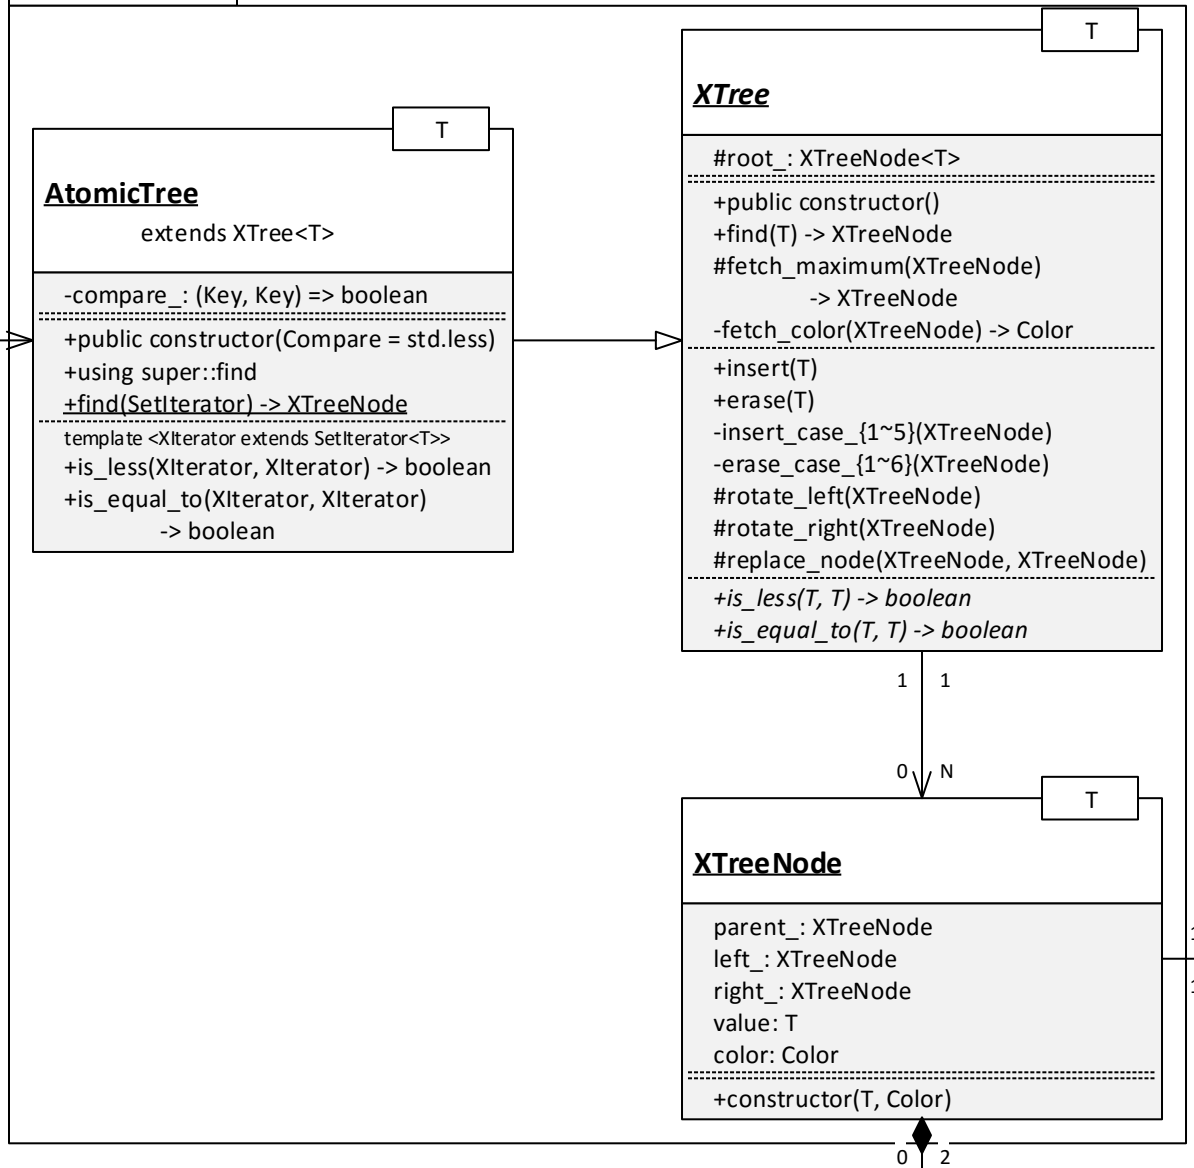 T
AtomicTree
extends XTree<T>
-compare_: (Key, Key) => boolean
+public constructor(Compare = std.less)
+using super::find
+find(SetIterator) -> XTreeNode
template <XIterator extends SetIterator<T>>
+is_less(XIterator, XIterator) -> boolean
+is_equal_to(XIterator, XIterator)
-> boolean
T
XTree
#root_: XTreeNode<T>
+public constructor()
+find(T) -> XTreeNode
#fetch_maximum(XTreeNode)
-> XTreeNode
-fetch_color(XTreeNode) -> Color
+insert(T)
+erase(T)
-insert_case_{1~5}(XTreeNode)
-erase_case_{1~6}(XTreeNode)
#rotate_left(XTreeNode)
#rotate_right(XTreeNode)
#replace_node(XTreeNode, XTreeNode)
+is_less(T, T) -> boolean
+is_equal_to(T, T) -> boolean
1 1
0 N
T
XTreeNode
parent_: XTreeNode
left_: XTreeNode
right_: XTreeNode
value: T
color: Color
+constructor(T, Color)
0 2